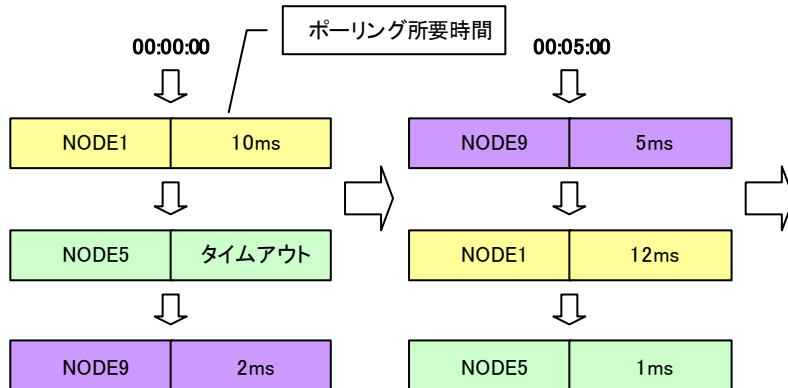 ポーリング所要時間
00:00:00
NODE1 10ms
NODE5 タイムアウト
NODE9 2ms
00:05:00
NODE9 5ms
NODE1 12ms
NODE5 1ms